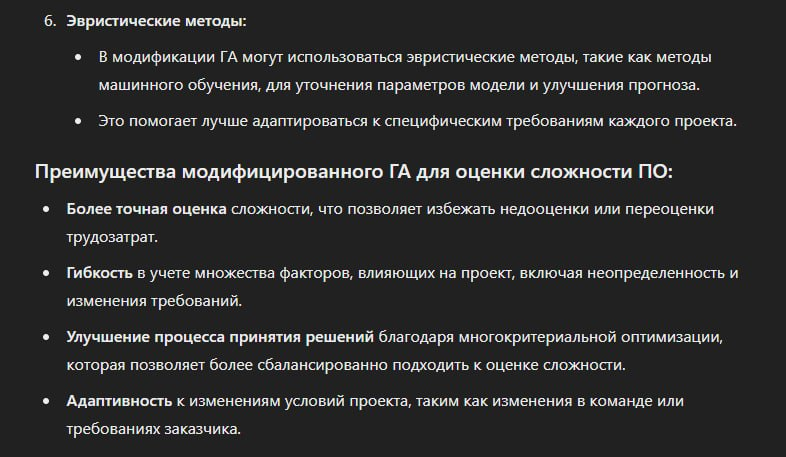 6. Эвристические методы:
• В модификации ГА могут использоваться эвристические методы, такие как методы
машинного обучения, для уточнения параметров модели и улучшения прогноза.
• Это помогает лучше адаптироваться к специфическим требованиям каждого проекта.
Преимущества модифицированного ГА для оценки сложности ПО:
• Более точная оценка сложности, что позволяет избежать недооценки или переоценки
трудозатрат.
• Гибкость в учете множества факторов, влияющих на проект, включая неопределенность и
изменения требований.
• Улучшение процесса принятия решений благодаря многокритериальной оптимизации,
которая позволяет более сбалансированно подходить к оценке сложности.
• Адаптивность к изменениям условий проекта, таким как изменения в команде или
требованиях заказчика.